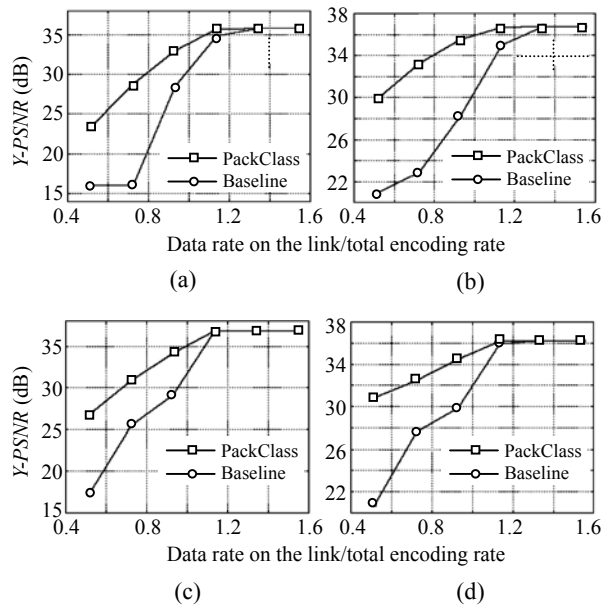 Y-PSNR (dB)
40
35
30
25
20
15
PackClass
Baseline
0.4 0.8 1.2 1.6
Data rate on the link/total encoding rate
(a)
38
34
30
28
26
22
PackClass
Baseline
0.4 0.8 1.2 1.6
(b)
Y-PSNR (dB)
40
35
30
25
20
15
PackClass
Baseline
0.4 0.8 1.2 1.6
Data rate on the link/total encoding rate
(c)
38
34
30
26
22
PackClass
Baseline
0.4 0.8 1.2 1.6
(d)